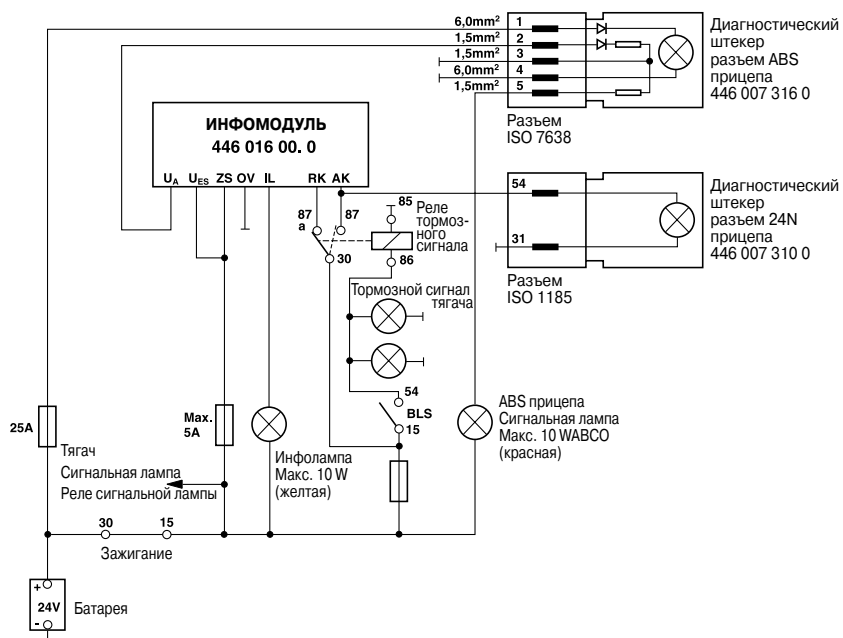 6,0mm²
1
1,5mm²
2
1,5mm²
3
6,0mm²
4
1,5mm²
5
Диагностический
штекер
разъем ABS
прицепа
446 007 316 0
Разъем
ISO 7638
ИНФОМОДУЛЬ
446 016 00. 0
UA UES ZS OV IL RK AK
54
31
Диагностический
штекер
разъем 24N
прицепа
446 007 310 0
Разъем
ISO 1185
87
a
87
85
Реле
тормоз-
ного
сигнала
30
86
Тормозной сигнал
тягача
54
BLS
15
ABS прицепа
Сигнальная лампа
Макс. 10 WABCO
(красная)
25A
Max.
5A
Инфолампа
Макс. 10 W
(желтая)
Тягач
Сигнальная лампа
Реле сигнальной лампы
30
15
Зажигание
+
24V
-
Батарея